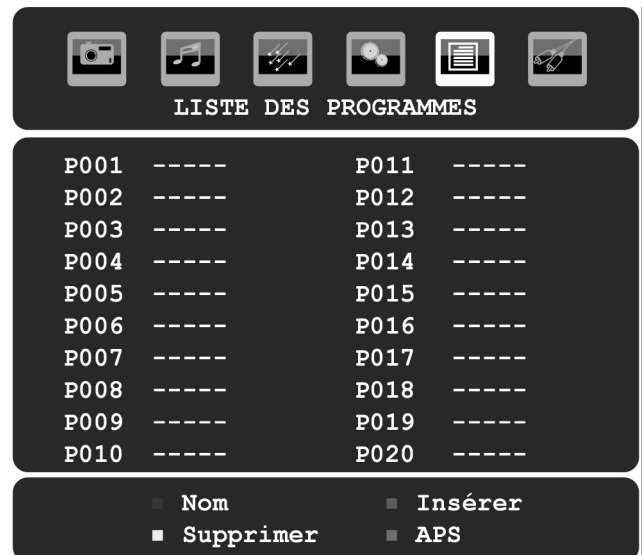 LISTE DES PROGRAMMES
P001 ----- P011 -----
P002 ----- P012 -----
P003 ----- P013 -----
P004 ----- P014 -----
P005 ----- P015 -----
P006 ----- P016 -----
P007 ----- P017 -----
P008 ----- P018 -----
P009 ----- P019 -----
P010 ----- P020 -----
Nom Insérer
Supprimer APS